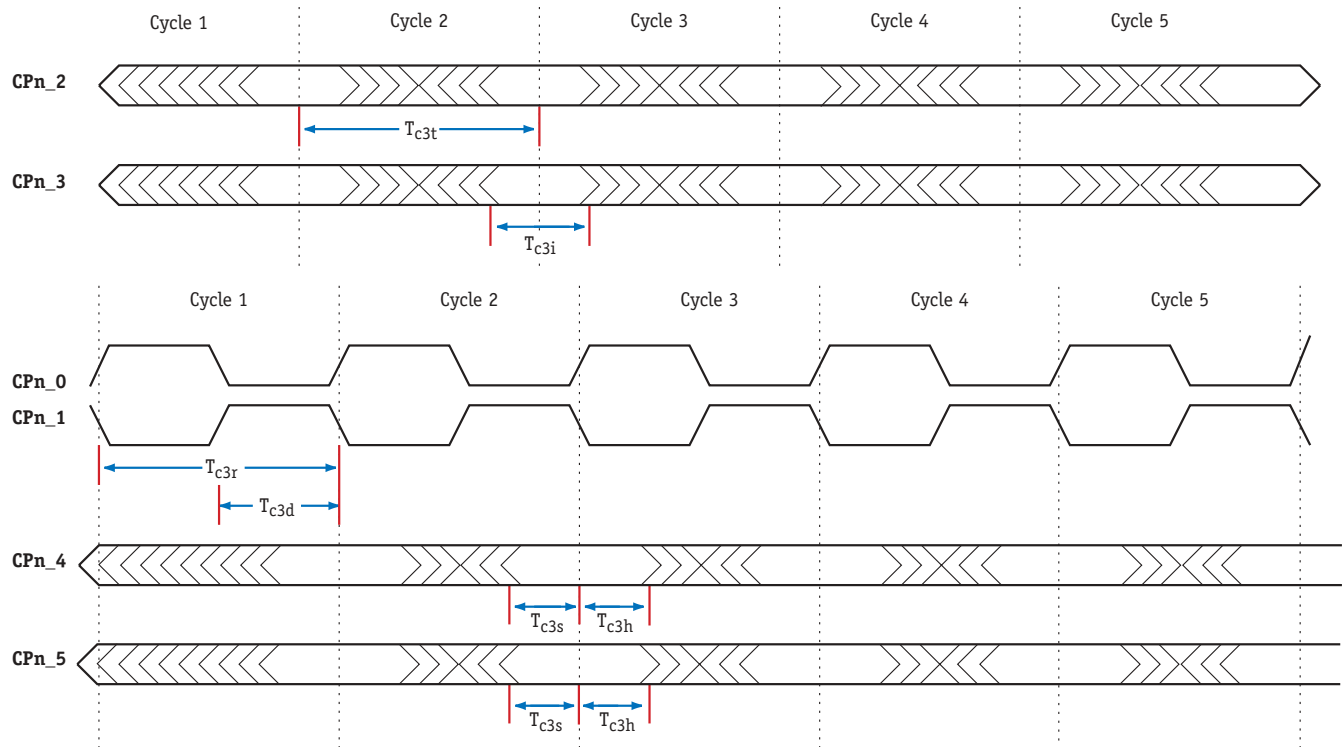 Cycle 1 Cycle 2 Cycle 3 Cycle 4 Cycle 5
CPn_2
Tc3t
CPn_3
Tc3i
Cycle 1 Cycle 2 Cycle 3 Cycle 4 Cycle 5
CPn_0
CPn_1
Tc3r
Tc3d
CPn_4
Tc3s Tc3h
CPn_5
Tc3s Tc3h